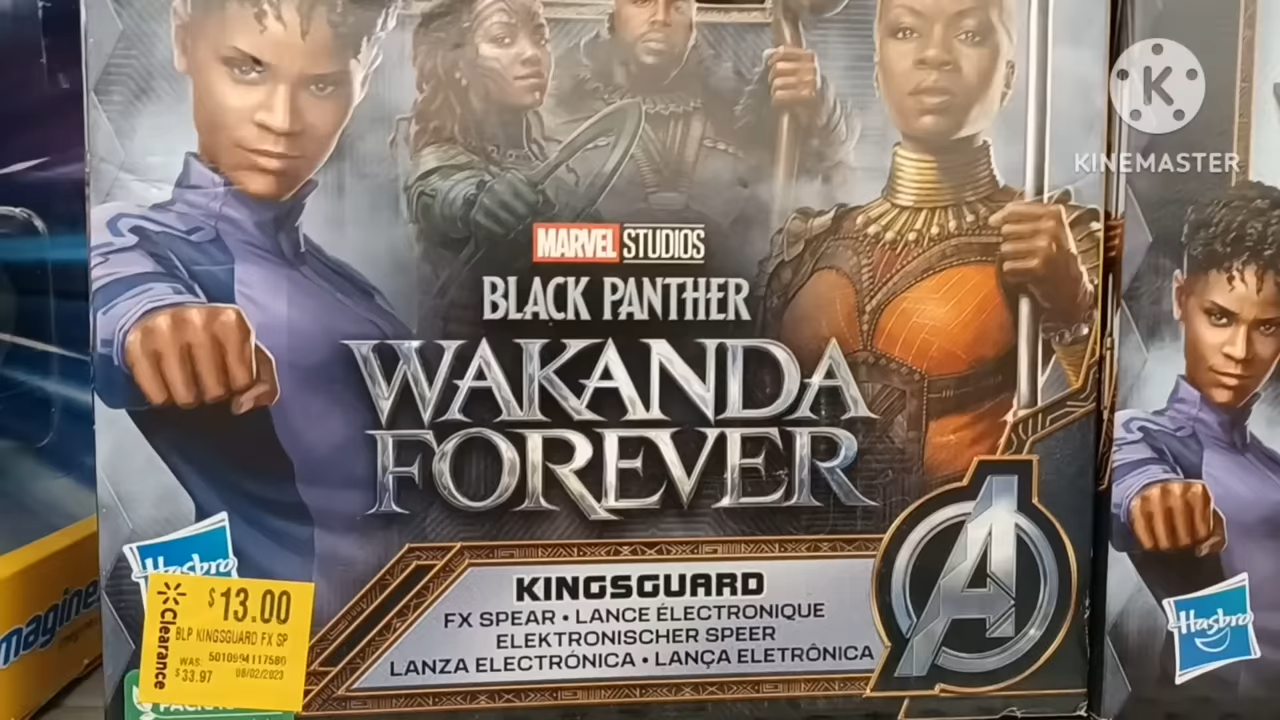 KINEMASTER
MARVEL STUDIOS
BLACK PANTHER
WAKANDA
FOREVER
Hasbro
Hasbro
KINGSGUARD
FX SPEAR • LANCE ÉLECTRONIQUE
ELEKTRONISCHER SPEER
LANZA ELECTRÓNICA • LANÇA ELETRÔNICA
Clearance
$13.00
BLP KINGSGUARD FX SP
WAS: 5010994117580
$33.97 08/02/2023